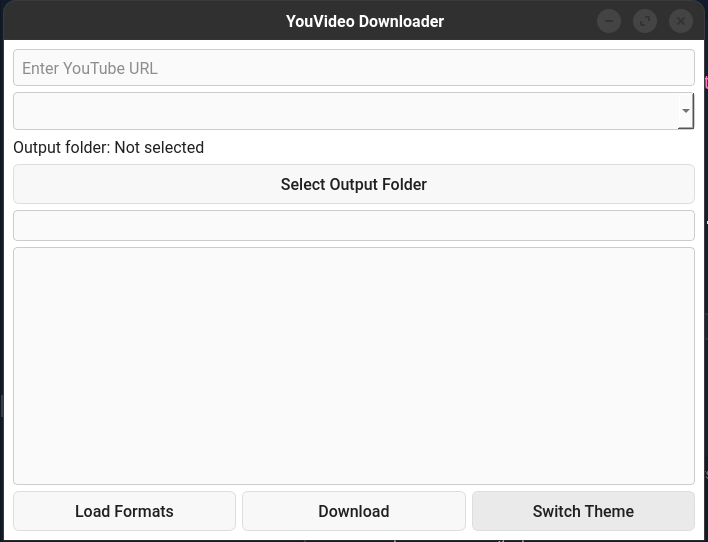 YouVideo Downloader
Enter YouTube URL
Output folder: Not selected
Select Output Folder
Load Formats
Download
Switch Theme